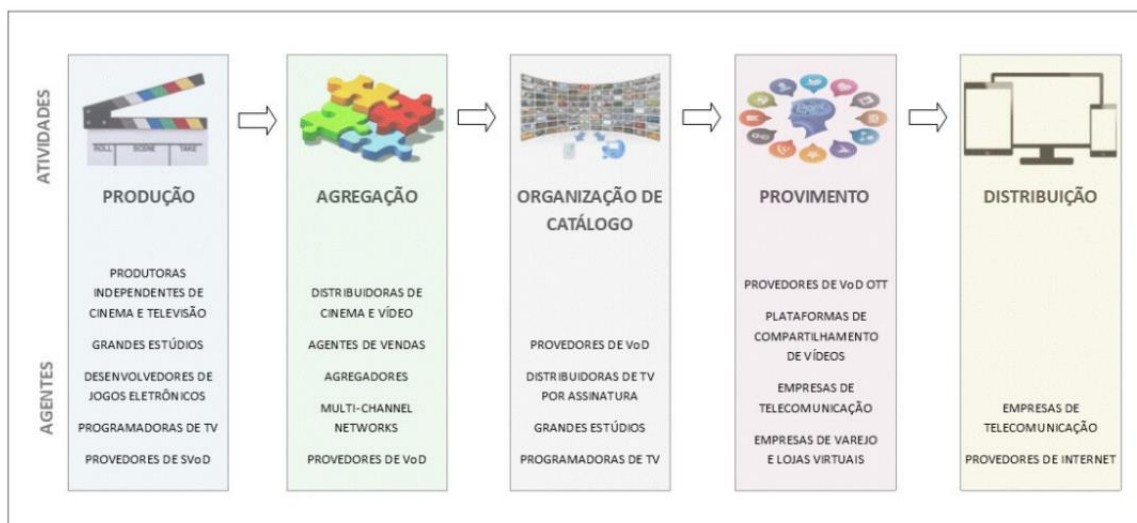 ATIVIDADES
ROLL SCENE TAKE
PRODUÇÃO
AGREGAÇÃO
ORGANIZAÇÃO DE
CATÁLOGO
PROVIMENTO
DISTRIBUIÇÃO
AGENTES
PRODUTORAS
INDEPENDENTES DE
CINEMA E TELEVISÃO
GRANDES ESTÚDIOS
DESENVOLVEDORES DE
JOGOS ELETRÔNICOS
PROGRAMADORAS DE TV
PROVEDORES DE SVoD
DISTRIBUIDORAS DE
CINEMA E VÍDEO
AGENTES DE VENDAS
AGREGADORES
MULTI-CHANNEL
NETWORKS
PROVEDORES DE VoD
PROVEDORES DE VoD
DISTRIBUIDORAS DE TV
POR ASSINATURA
GRANDES ESTÚDIOS
PROGRAMADORAS DE TV
PROVEDORES DE VoD OTT
PLATAFORMAS DE
COMPARTILHAMENTO
DE VÍDEOS
EMPRESAS DE
TELECOMUNICAÇÃO
EMPRESAS DE VAREJO
E LOJAS VIRTUAIS
EMPRESAS DE
TELECOMUNICAÇÃO
PROVEDORES DE INTERNET